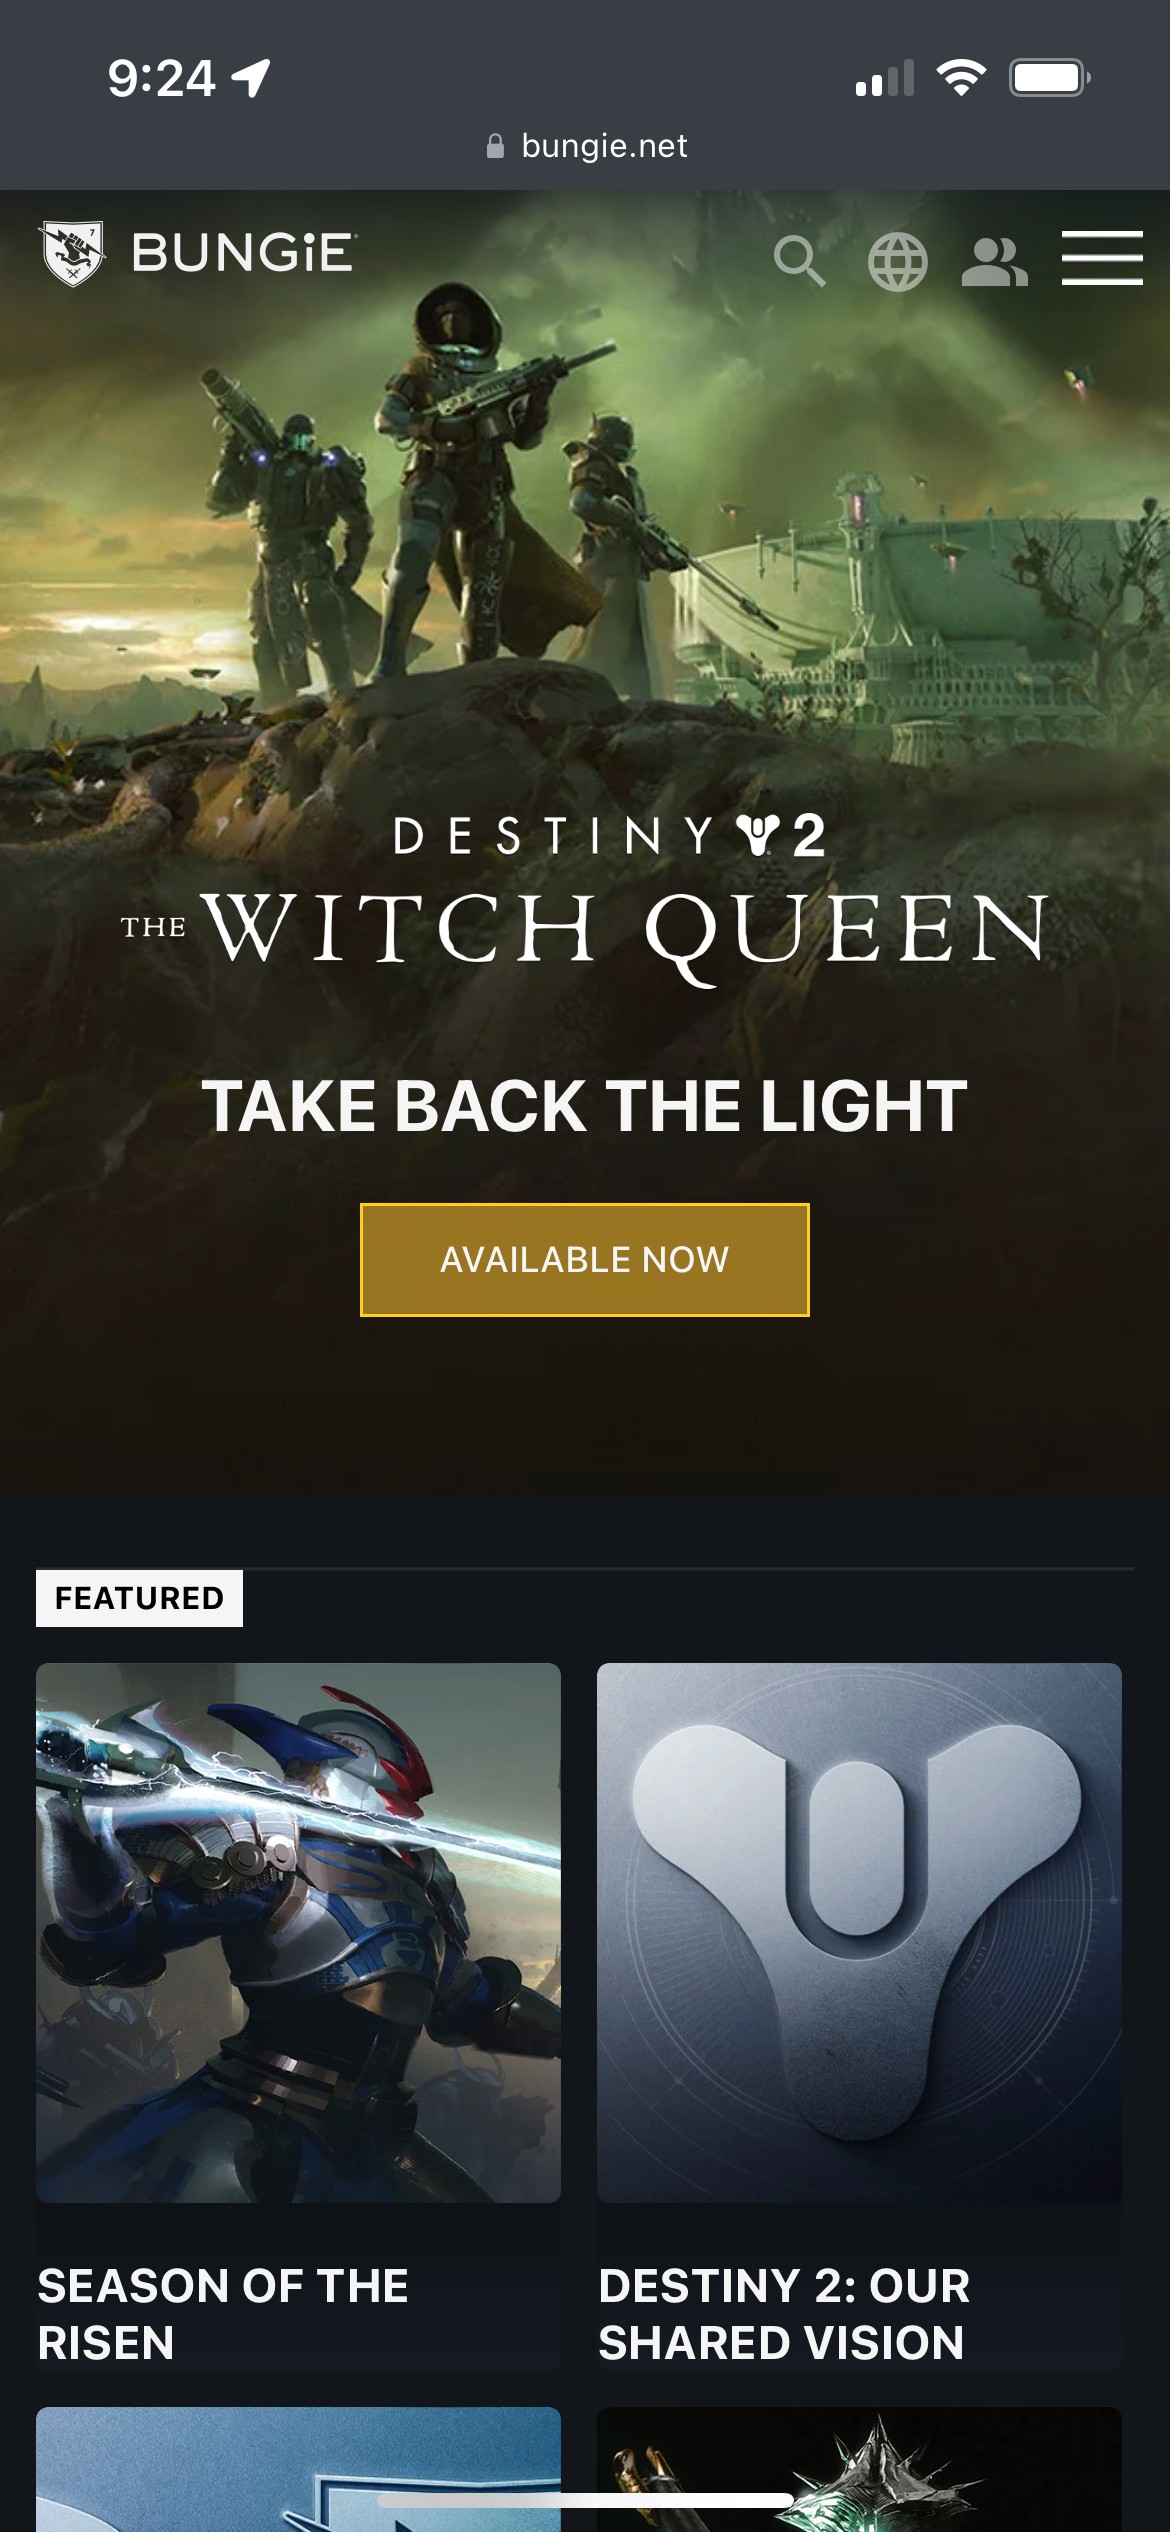 9:24
bungie.net
7 BUNGiE
DESTINY 2
THE WITCH QUEEN
TAKE BACK THE LIGHT
AVAILABLE NOW
FEATURED
SEASON OF THE
RISEN
DESTINY 2: OUR
SHARED VISION